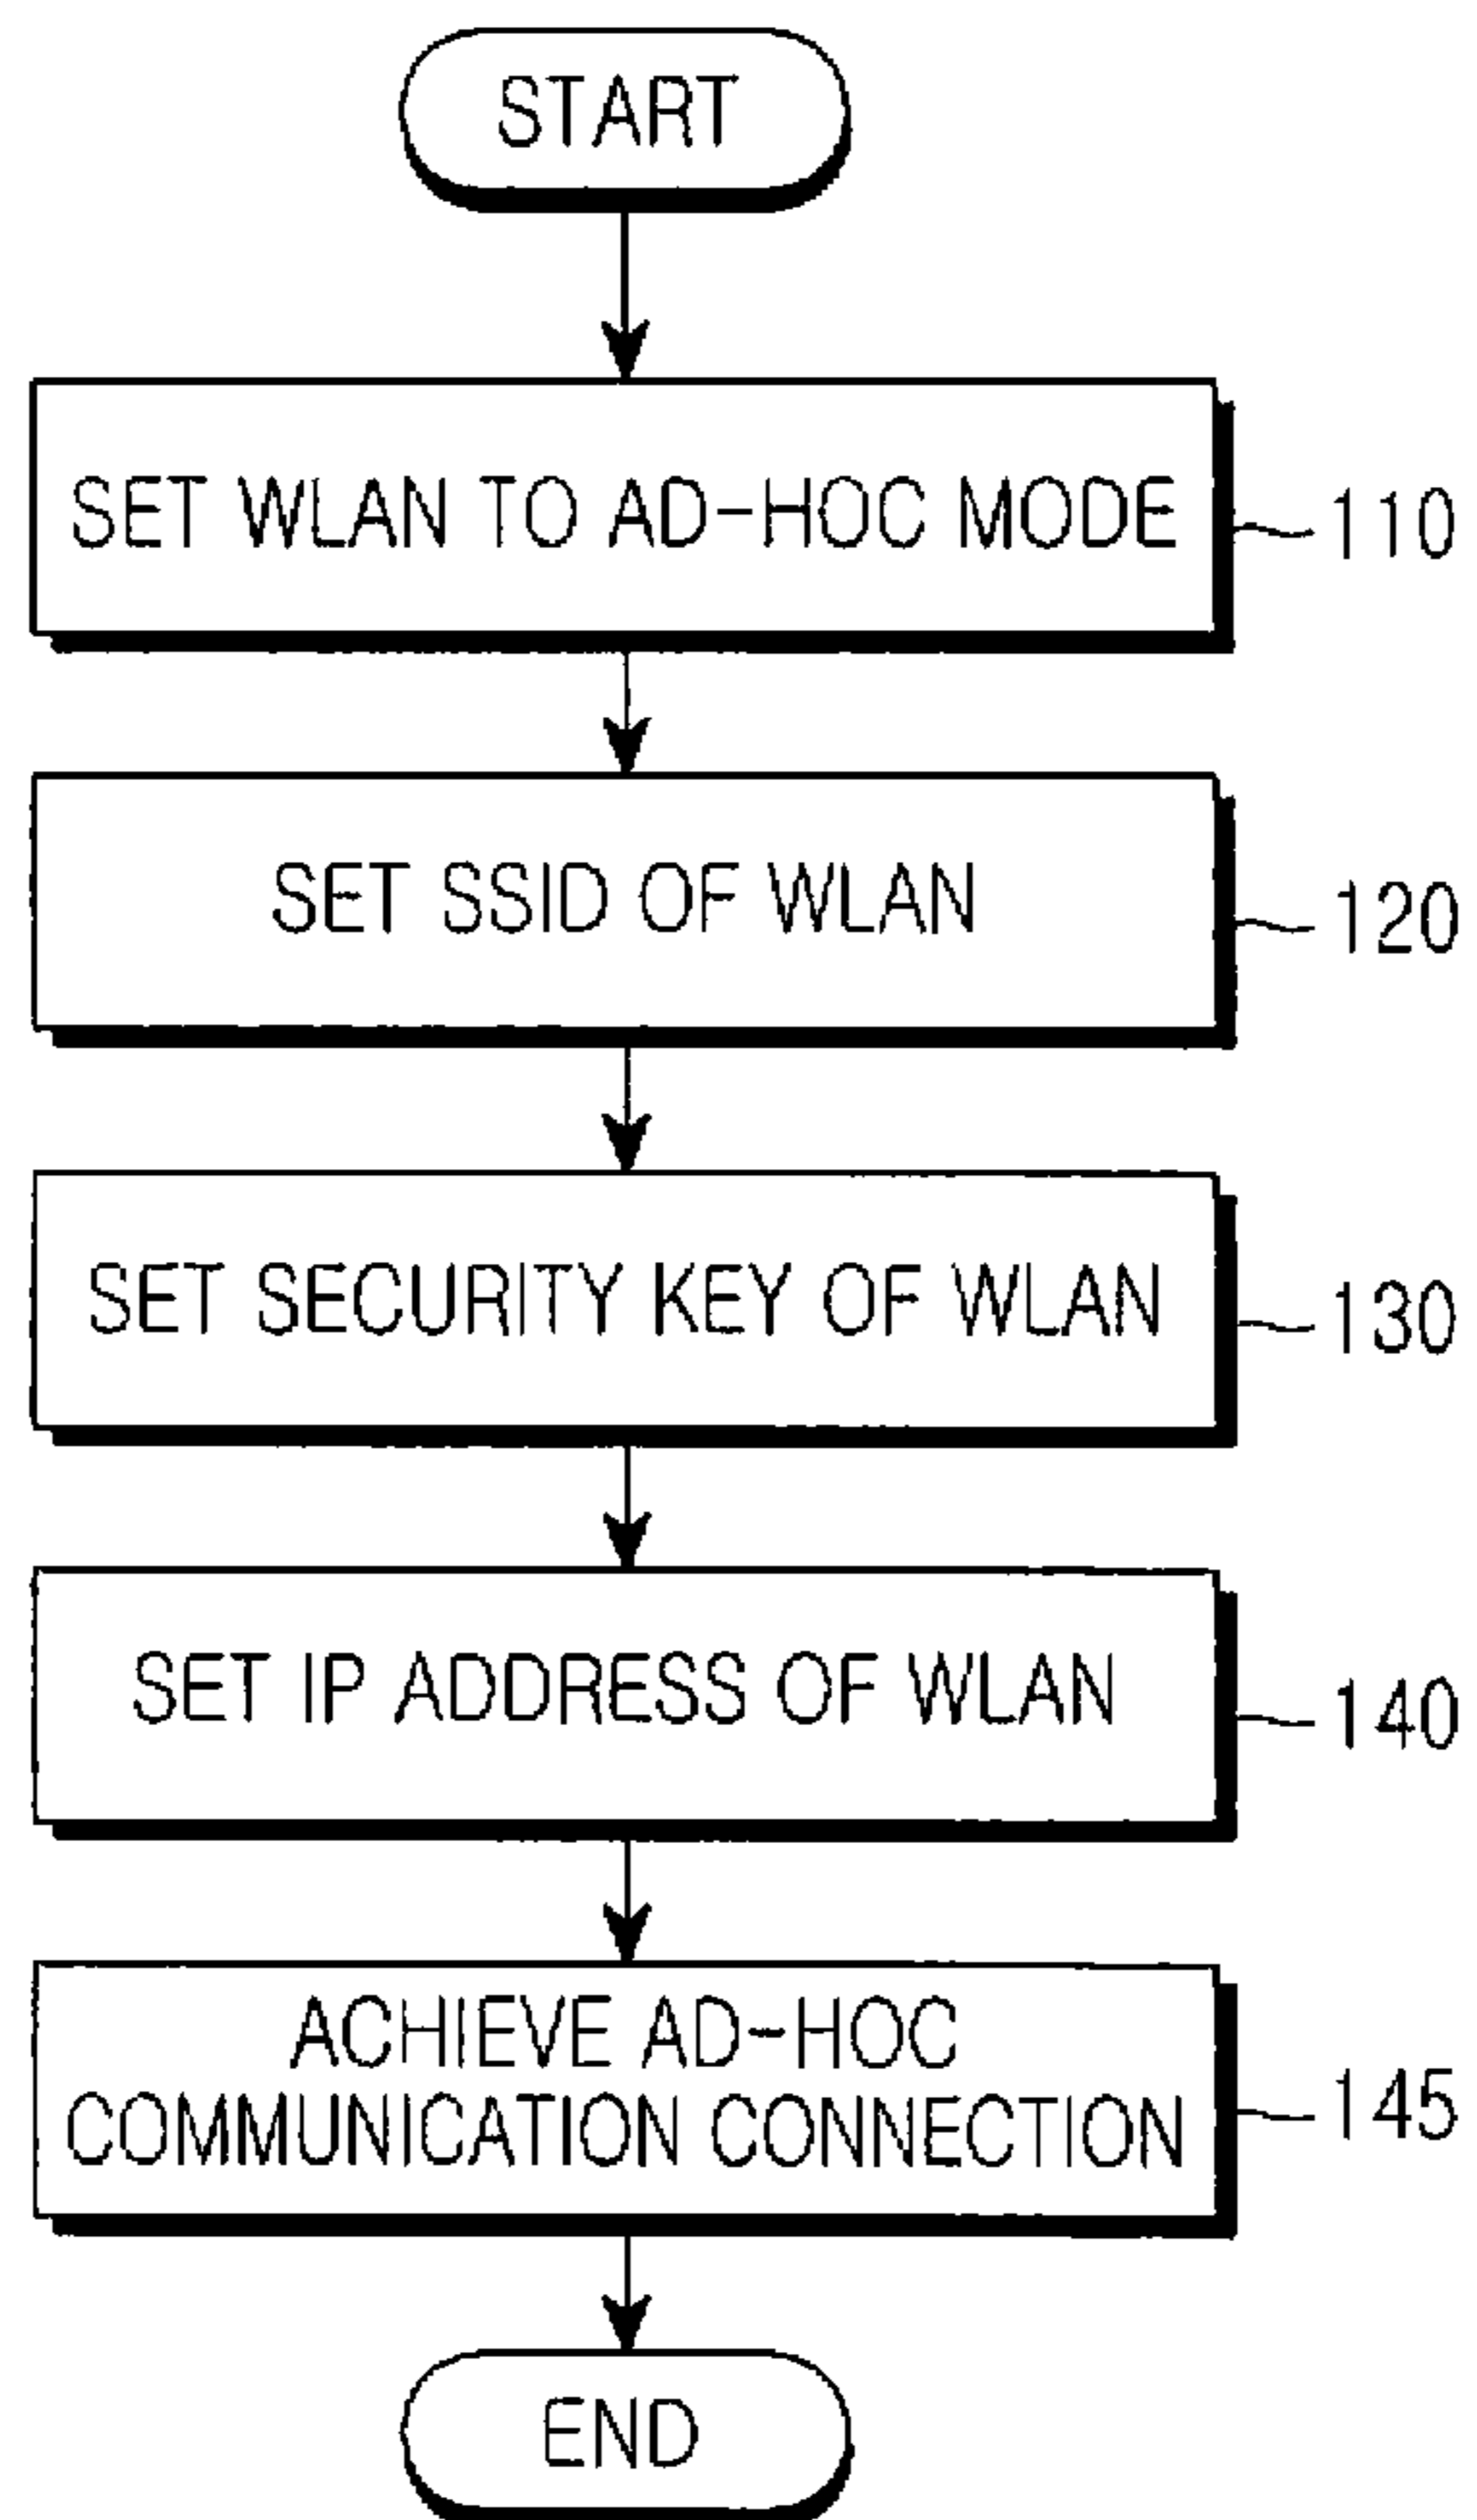 START
SET WLAN TO AD-HOC MODE
110
SET SSID OF WLAN
120
SET SECURITY KEY OF WLAN
130
SET IP ADDRESS OF WLAN
140
ACHIEVE AD-HOC
COMMUNICATION CONNECTION
145
END